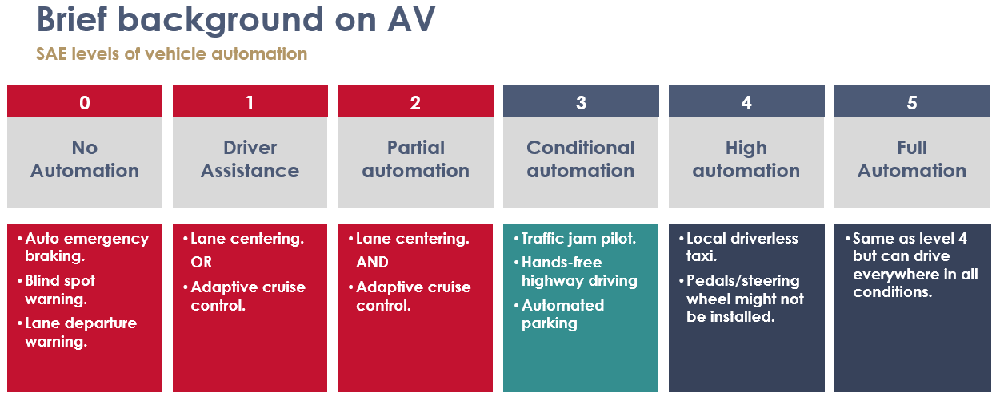 Brief background on AV
SAE levels of vehicle automation
0
No
Automation
• Auto emergency
braking.
• Blind spot
warning.
• Lane departure
warning.
1
Driver
Assistance
• Lane centering.
OR
• Adaptive cruise
control.
2
Partial
automation
• Lane centering.
AND
• Adaptive cruise
control.
3
Conditional
automation
• Traffic jam pilot.
• Hands-free
highway driving
• Automated
parking
4
High
automation
• Local driverless
taxi.
• Pedals/steering
wheel might not
be installed.
5
Full
Automation
• Same as level 4
but can drive
everywhere in all
conditions.